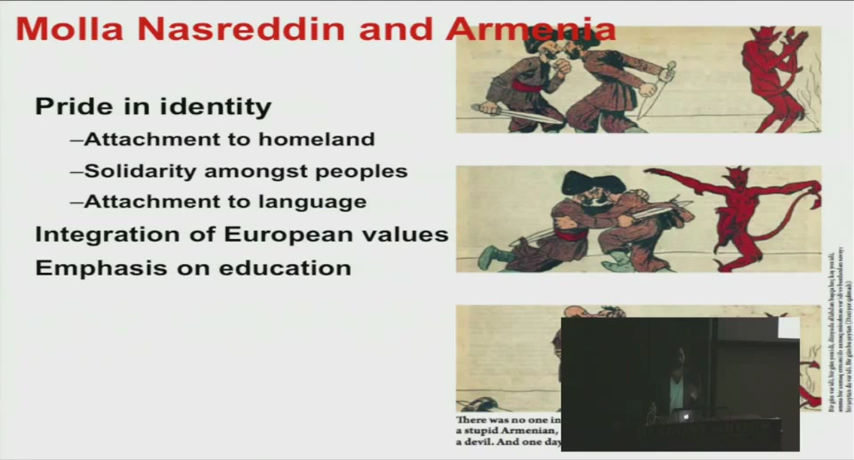 Molla Nasreddin and Armenia
Pride in identity
–Attachment to homeland
–Solidarity amongst peoples
–Attachment to language
Integration of European values
Emphasis on education
There was no one in
a stupid Armenian,
a devil. And one day